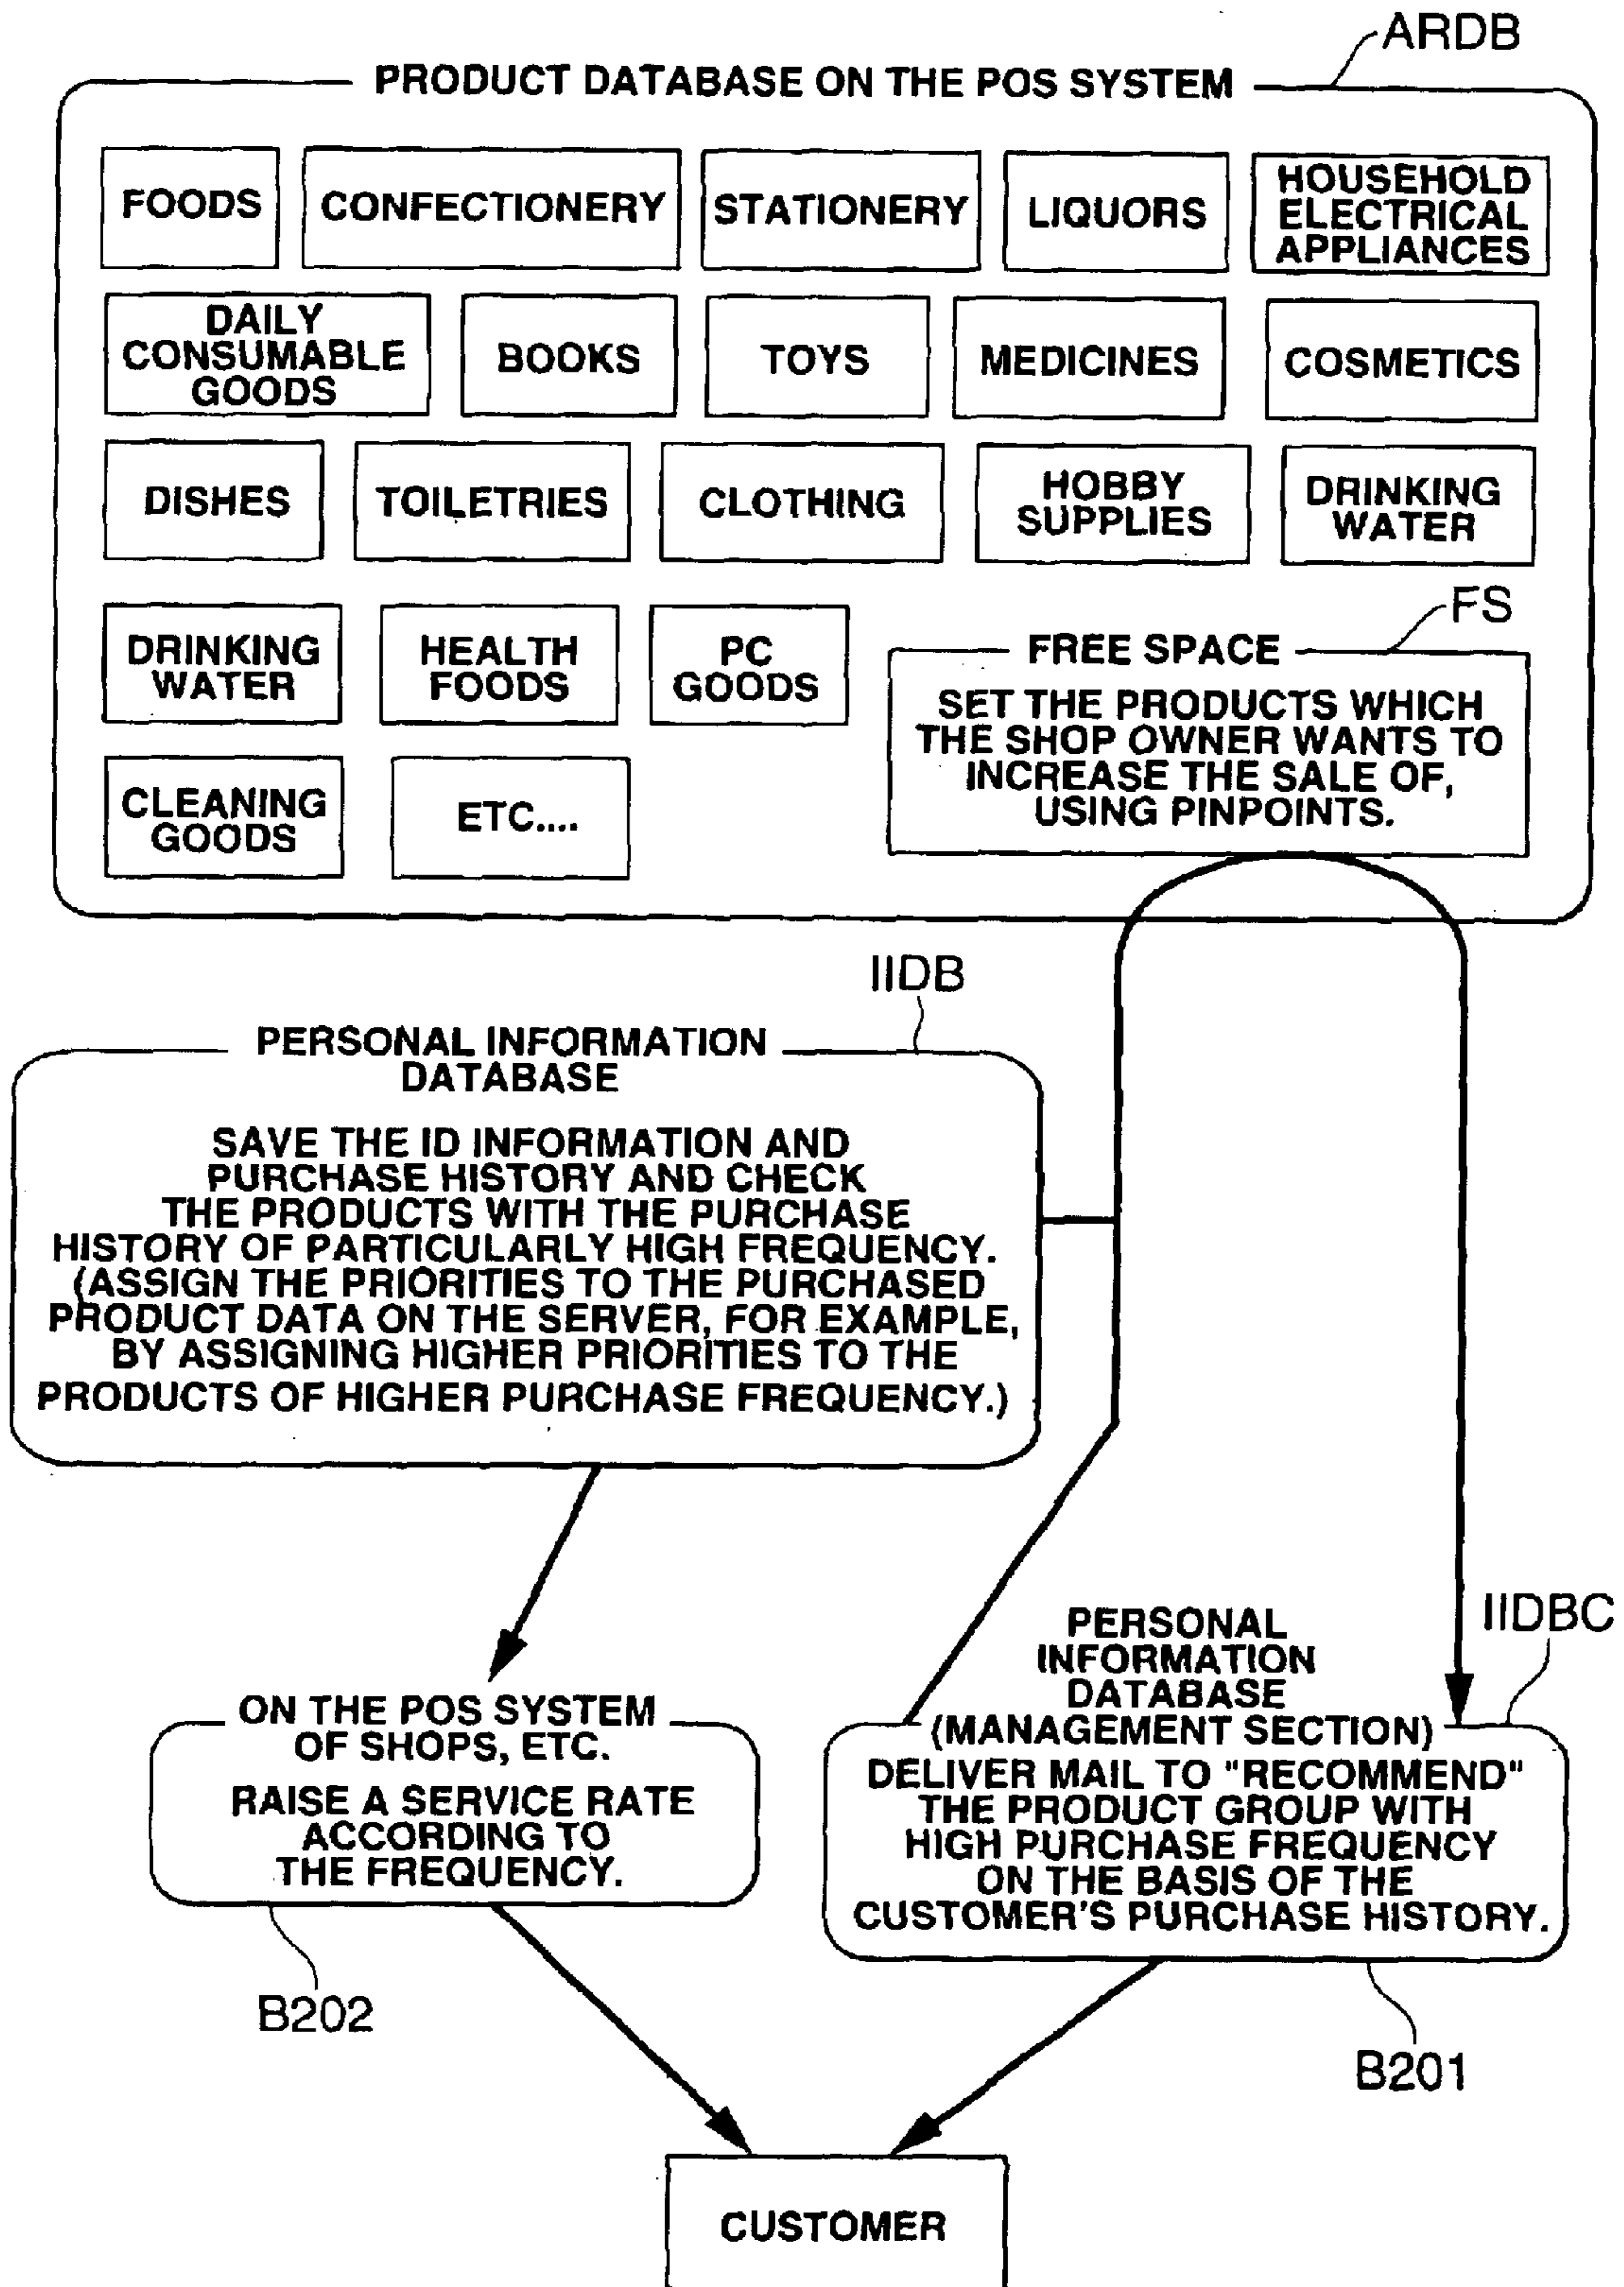 ARDB
PRODUCT DATABASE ON THE POS SYSTEM
FOODS
CONFECTIONERY
STATIONERY
LIQUORS
HOUSEHOLD
ELECTRICAL
APPLIANCES
DAILY
CONSUMABLE
GOODS
BOOKS
TOYS
MEDICINES
COSMETICS
DISHES
TOILETRIES
CLOTHING
HOBBY
SUPPLIES
DRINKING
WATER
DRINKING
WATER
HEALTH
FOODS
PC
GOODS
FS
FREE SPACE
SET THE PRODUCTS WHICH
THE SHOP OWNER WANTS TO
INCREASE THE SALE OF,
USING PINPOINTS.
CLEANING
GOODS
ETC....
IIDB
PERSONAL INFORMATION
DATABASE
SAVE THE ID INFORMATION AND
PURCHASE HISTORY AND CHECK
THE PRODUCTS WITH THE PURCHASE
HISTORY OF PARTICULARLY HIGH FREQUENCY.
(ASSIGN THE PRIORITIES TO THE PURCHASED
PRODUCT DATA ON THE SERVER, FOR EXAMPLE,
BY ASSIGNING HIGHER PRIORITIES TO THE
PRODUCTS OF HIGHER PURCHASE FREQUENCY.)
ON THE POS SYSTEM
OF SHOPS, ETC.
RAISE A SERVICE RATE
ACCORDING TO
THE FREQUENCY.
B202
IIDBC
PERSONAL
INFORMATION
DATABASE
(MANAGEMENT SECTION)
DELIVER MAIL TO "RECOMMEND"
THE PRODUCT GROUP WITH
HIGH PURCHASE FREQUENCY
ON THE BASIS OF THE
CUSTOMER'S PURCHASE HISTORY.
B201
CUSTOMER